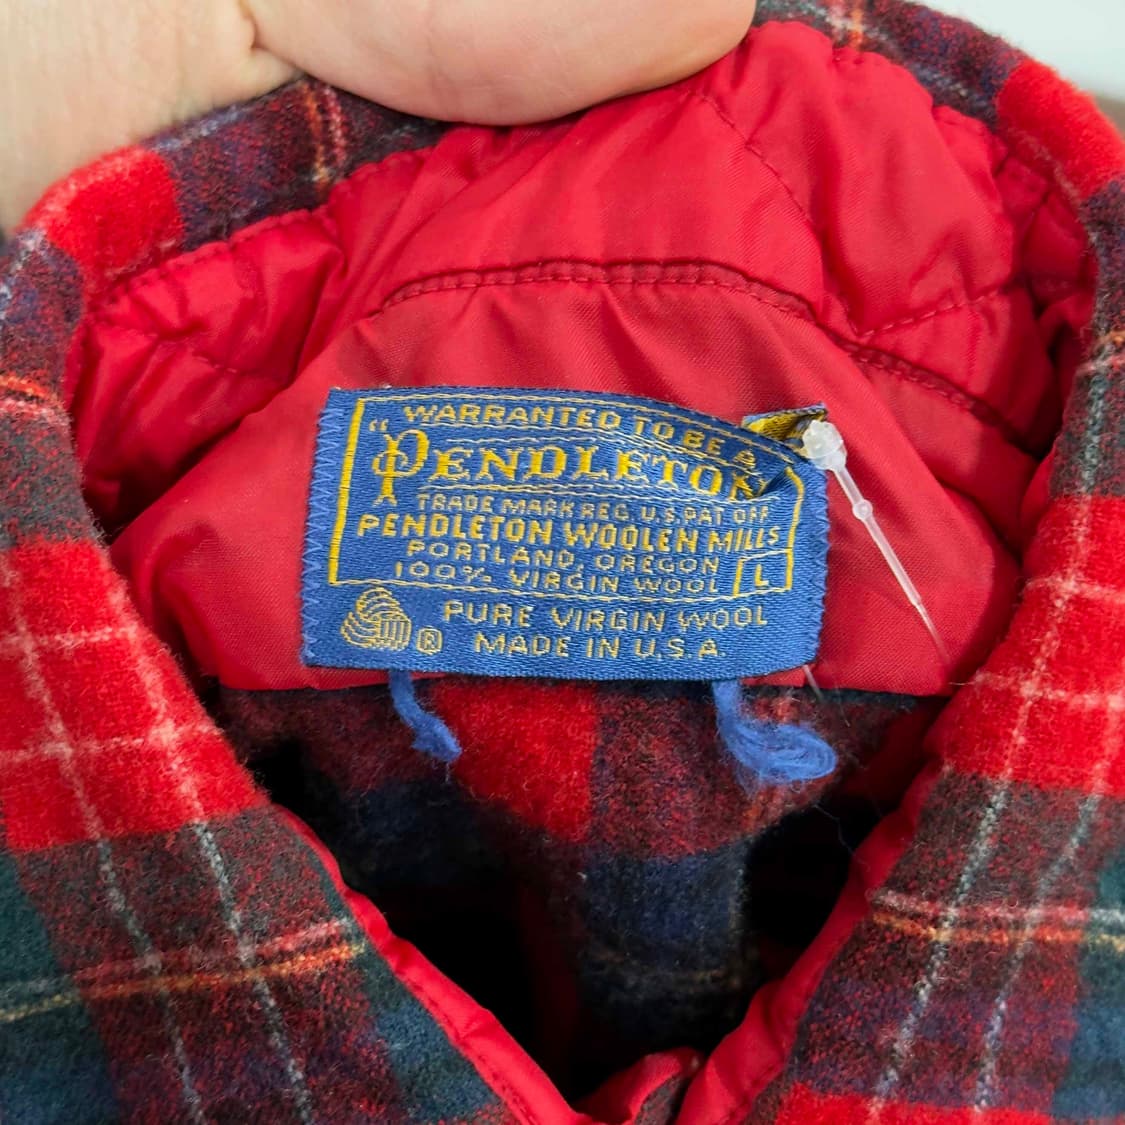 WARRANTED TO BE A
"PENDLETON
TRADE MARK REG. U.S. PAT OFF
PENDLETON WOOLEN MILLS
PORTLAND, OREGON
100% VIRGIN WOOL L
PURE VIRGIN WOOL
® MADE IN U.S.A.